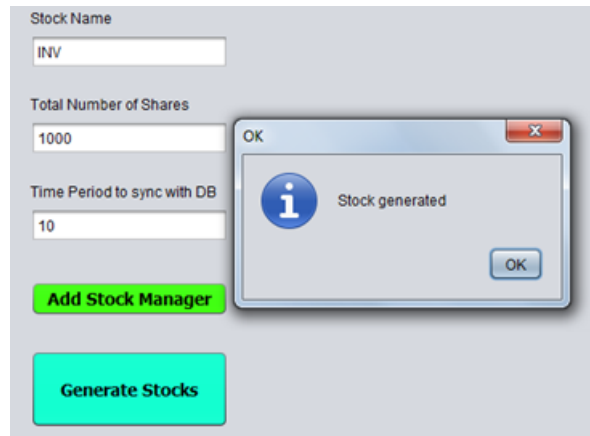 Stock Name
INV
Total Number of Shares
1000
OK
Stock generated
Time Period to sync with DB
10
OK
Add Stock Manager
Generate Stocks